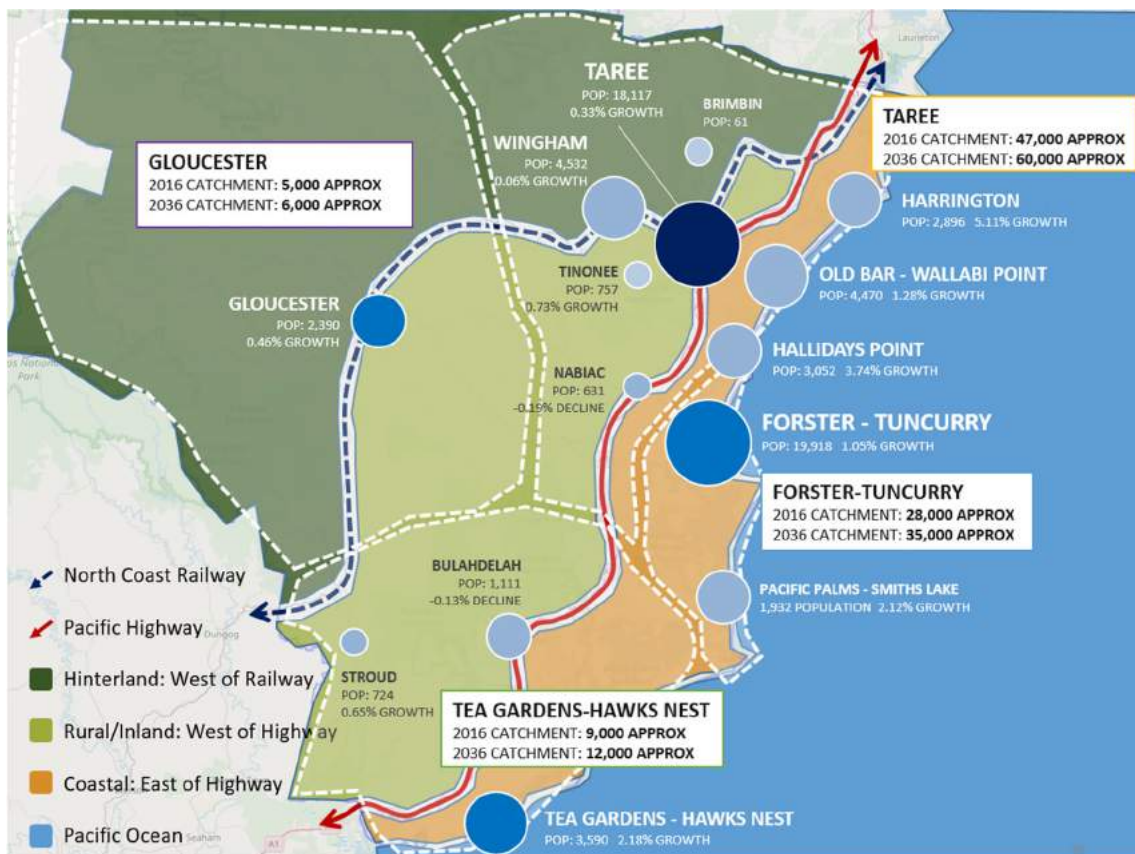 Laurieton
TAREE
POP: 18,117
0.33% GROWTH
BRIMBIN
POP: 61
TAREE
2016 CATCHMENT: 47,000 APPROX
2036 CATCHMENT: 60,000 APPROX
WINGHAM
POP: 4,532
0.06% GROWTH
GLOUCESTER
2016 CATCHMENT: 5,000 APPROX
2036 CATCHMENT: 6,000 APPROX
HARRINGTON
POP: 2,896 5.11% GROWTH
TINONEE
POP: 757
0.73% GROWTH
OLD BAR - WALLABI POINT
POP: 4,470 1.28% GROWTH
GLOUCESTER
POP: 2,390
0.46% GROWTH
Park
HALLIDAYS POINT
POP: 3,052 3.74% GROWTH
NABIAC
POP: 631
-0.19% DECLINE
FORSTER - TUNCURRY
POP: 19,918 1.05% GROWTH
FORSTER-TUNCURRY
2016 CATCHMENT: 28,000 APPROX
2036 CATCHMENT: 35,000 APPROX
BULAHDELAH
POP: 1,111
-0.13% DECLINE
PACIFIC PALMS - SMITHS LAKE
1,932 POPULATION 2.12% GROWTH
North Coast Railway
Pacific Highway
Dungog
Hinterland: West of Railway
Rural/Inland: West of Highway
Coastal: East of Highway
Pacific Ocean
Seaham
A1
STROUD
POP: 724
0.65% GROWTH
TEA GARDENS-HAWKS NEST
2016 CATCHMENT: 9,000 APPROX
2036 CATCHMENT: 12,000 APPROX
TEA GARDENS - HAWKS NEST
POP: 3,590 2.18% GROWTH